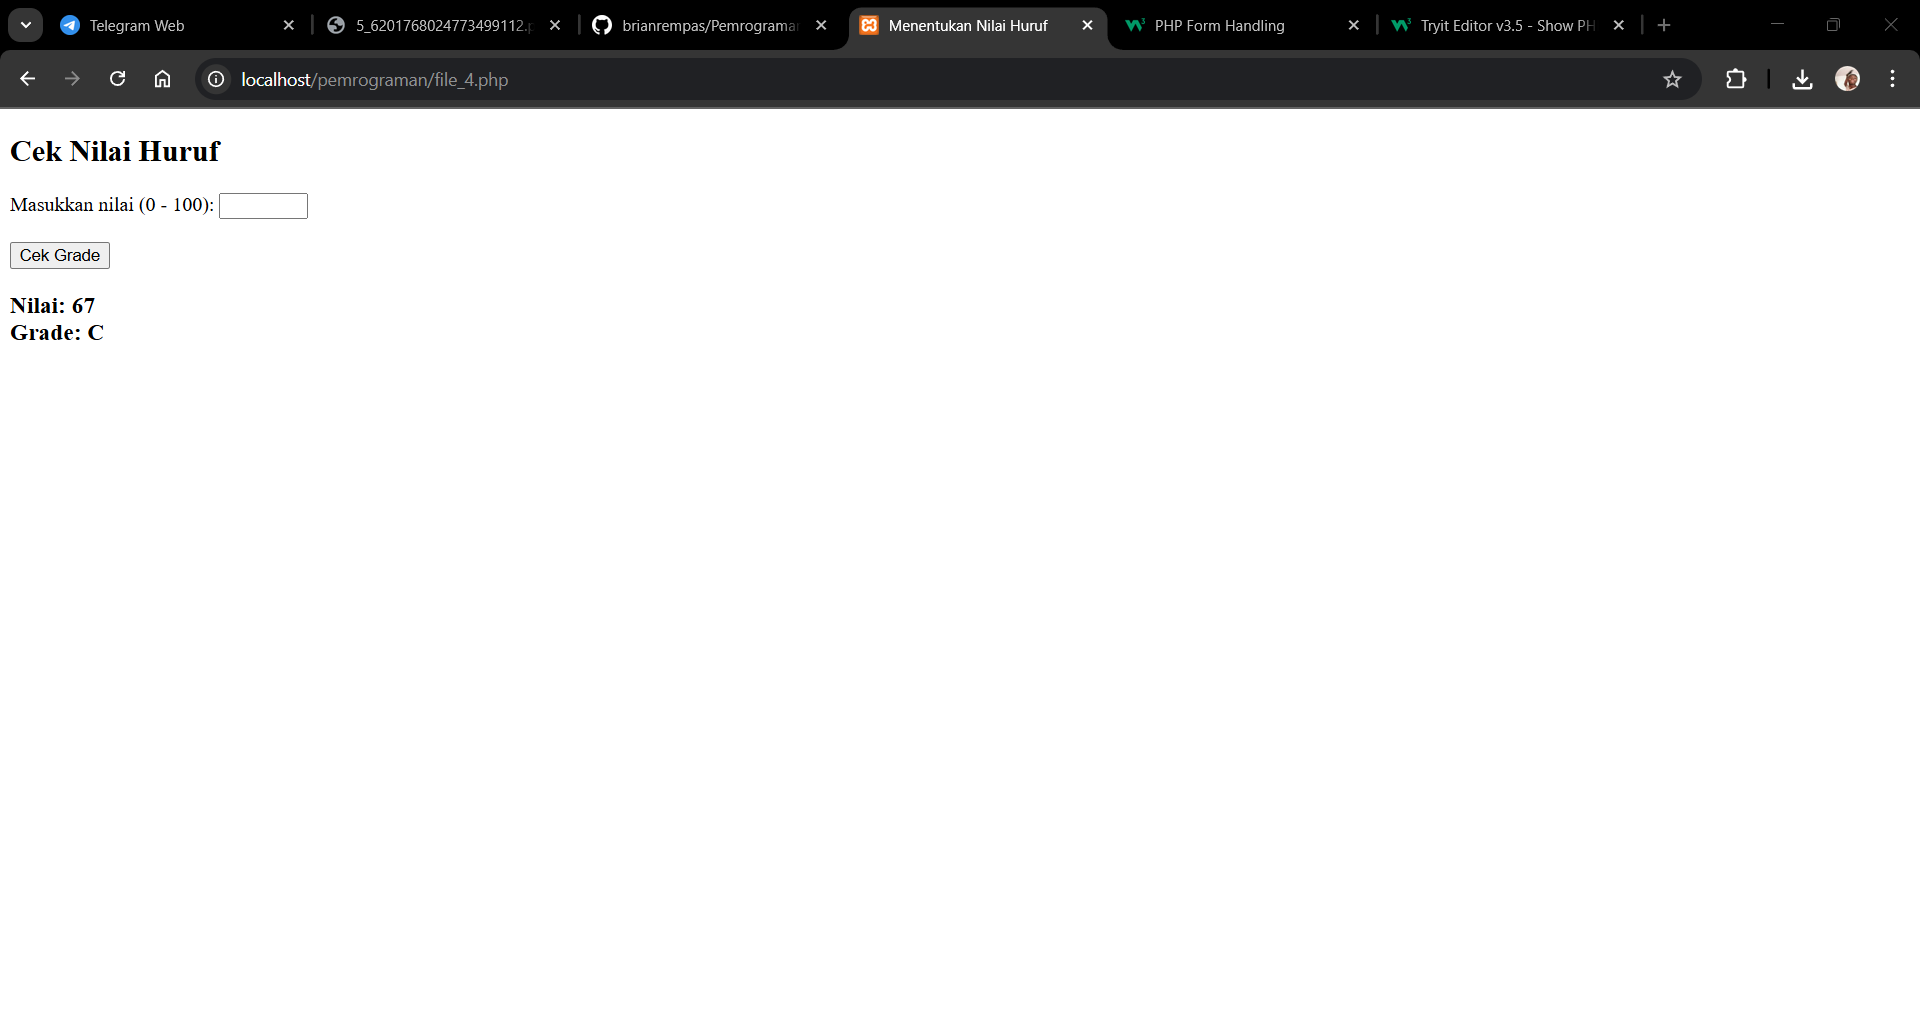 Telegram Web
5_6201768024773499112.p
brianrempas/Pemrograma
Menentukan Nilai Huruf
PHP Form Handling
Tryit Editor v3.5 - Show PH
localhost/pemrograman/file_4.php
Cek Nilai Huruf
Masukkan nilai (0 - 100):
Cek Grade
Nilai: 67
Grade: C